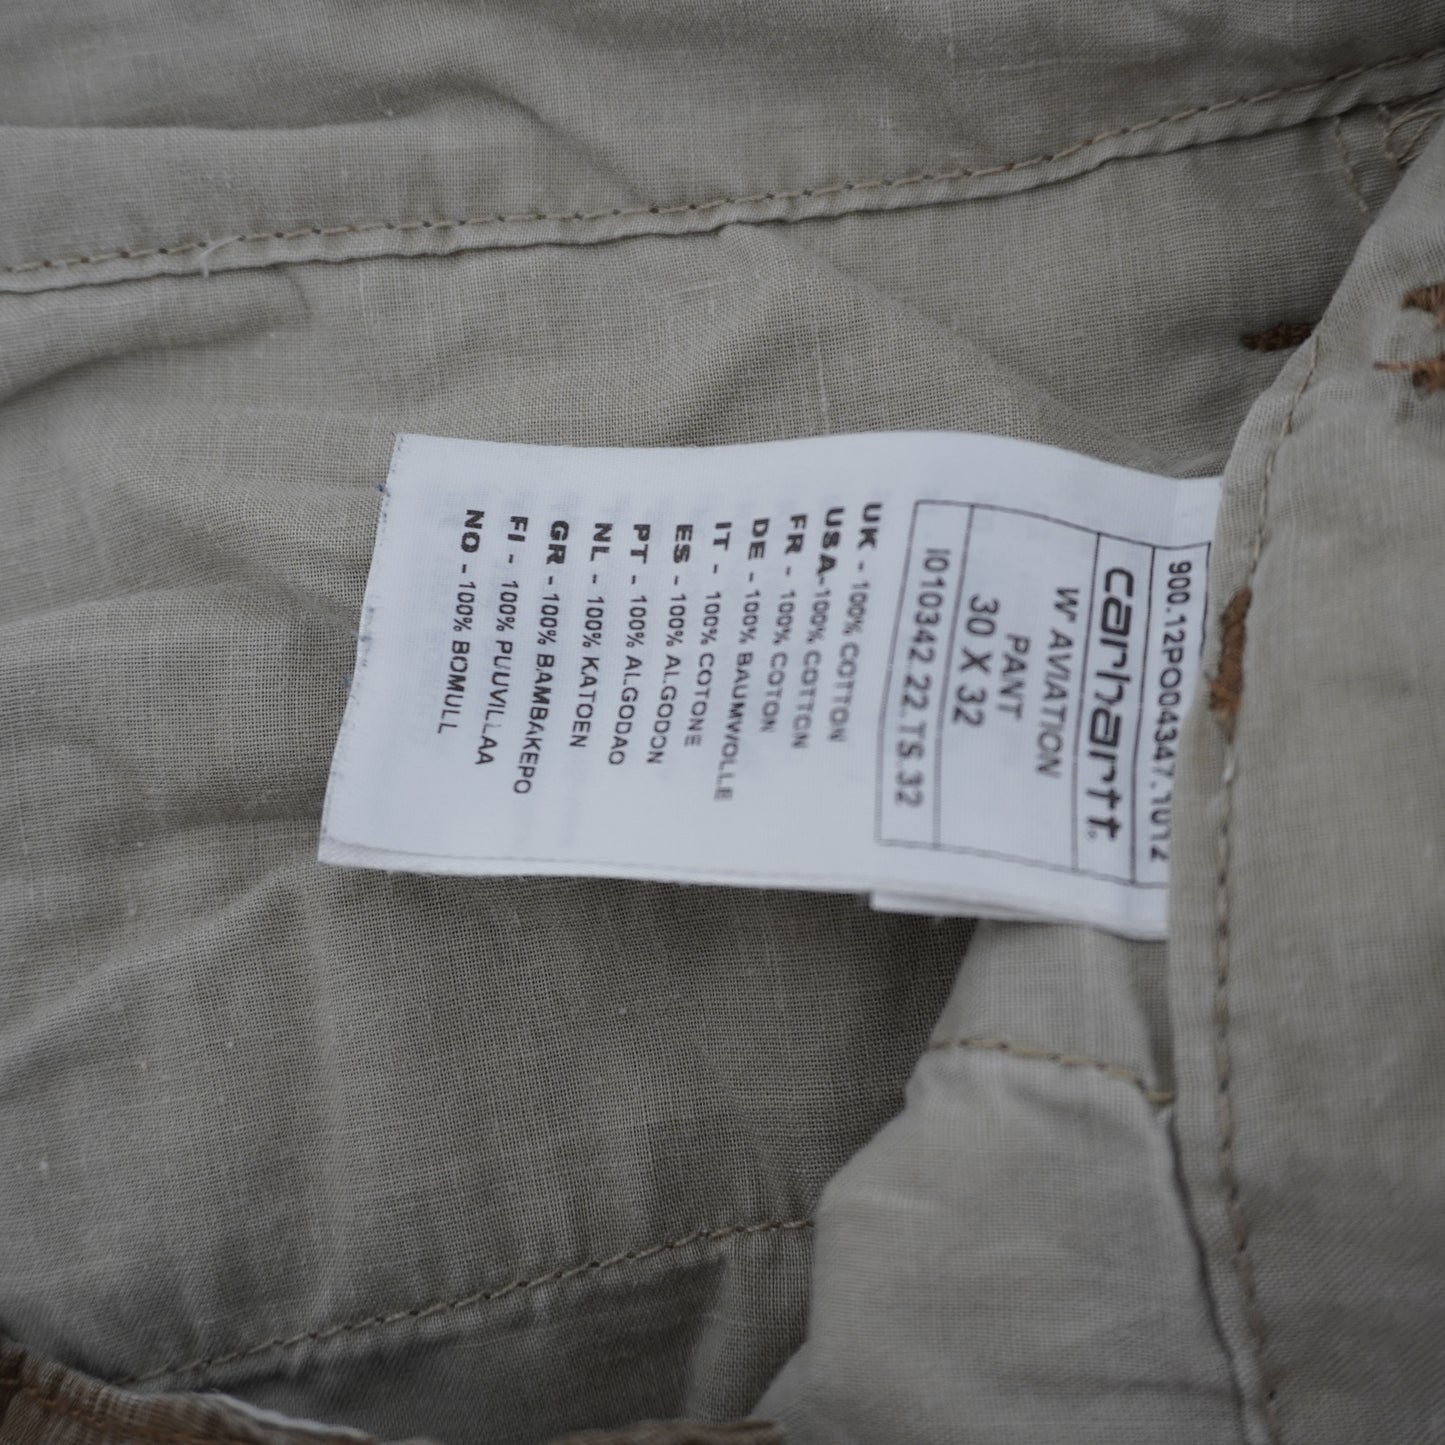 900.12PO04347.1012
carhartt®
W' AVIATION
PANT
30 X 32
I010342.22.TS.32
UK - 100% COTTON
USA-100% COTTON
FR - 100% COTON
DE - 100% BAUMWOLLE
IT - 100% COTONE
ES - 100% ALGODON
PT - 100% ALGODAO
NL - 100% KATOEN
GR - 100% BAMBAKEPO
FI - 100% PUUVILLAA
NO - 100% BOMULL